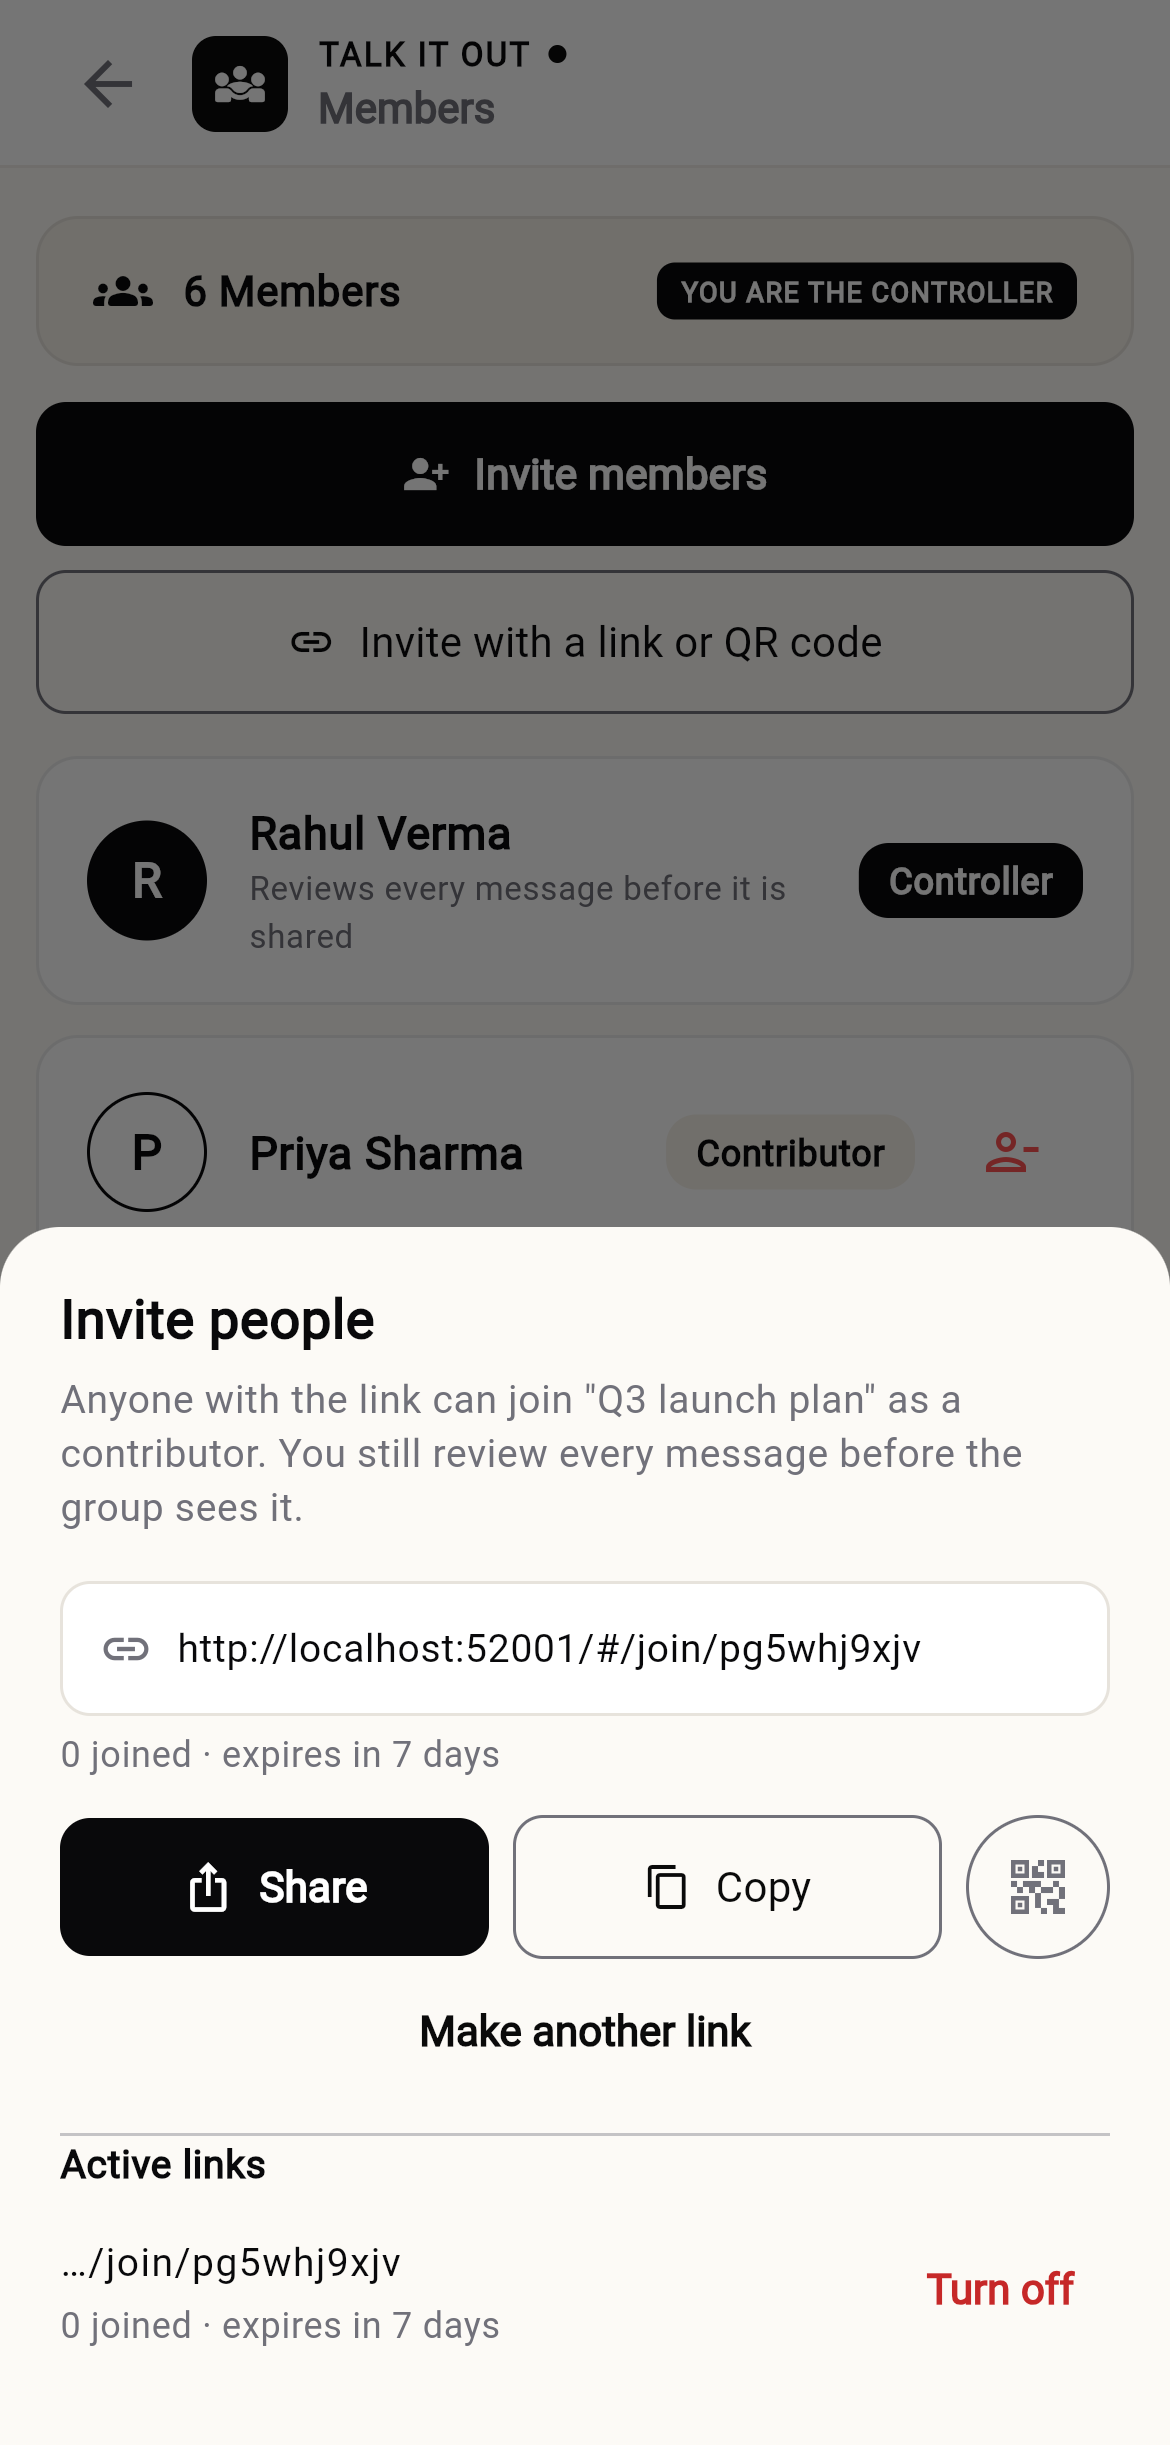 TALK IT OUT
Members
6 Members
YOU ARE THE CONTROLLER
Invite members
Invite with a link or QR code
R
Rahul Verma
Reviews every message before it is
shared
Controller
P
Priya Sharma
Contributor
Invite people
Anyone with the link can join "Q3 launch plan" as a
contributor. You still review every message before the
group sees it.
http://localhost:52001/#/join/pg5whj9xjv
0 joined · expires in 7 days
Share
Copy
Make another link
Active links
…/join/pg5whj9xjv
0 joined · expires in 7 days
Turn off